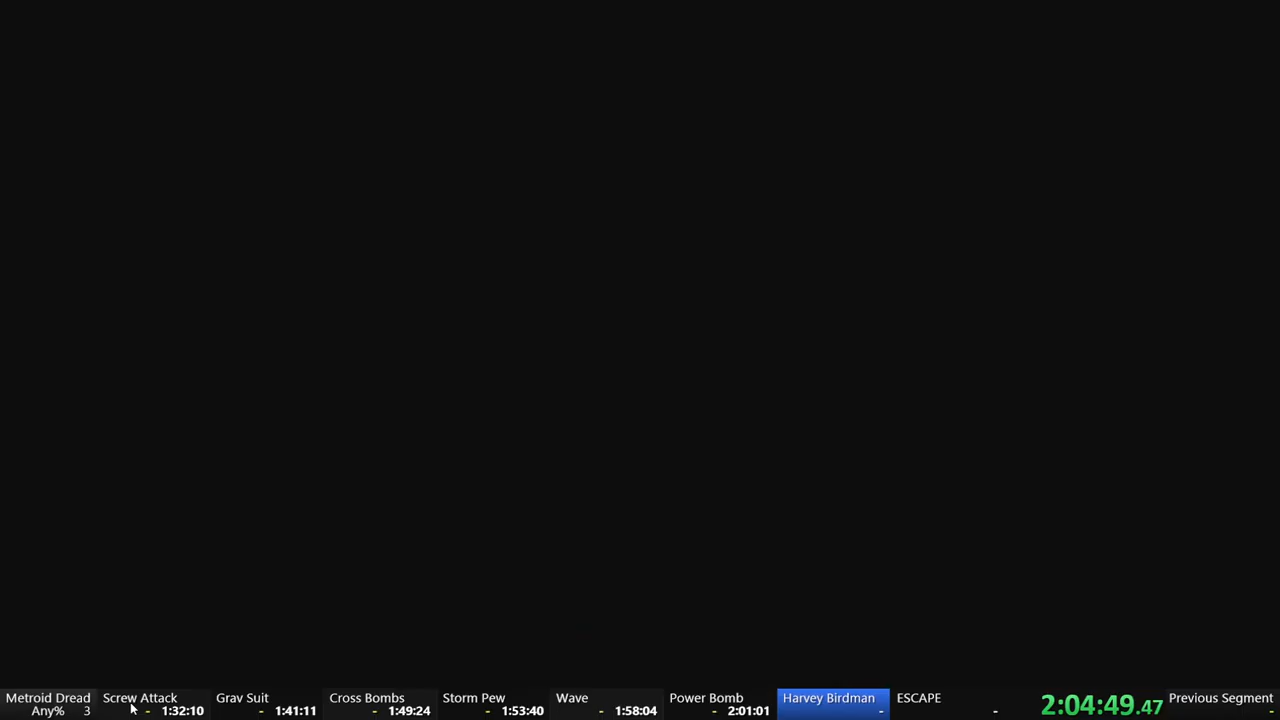 Metroid Dread Screw Attack Grav Suit Cross Bombs Storm Pew Wave Power Bomb Harvey Birdman ESCAPE 2:04:49.47 Previous Segment
Any% 3 - 1:32:10 - 1:41:11 - 1:49:24 - 1:53:40 - 1:58:04 - 2:01:01 - - -